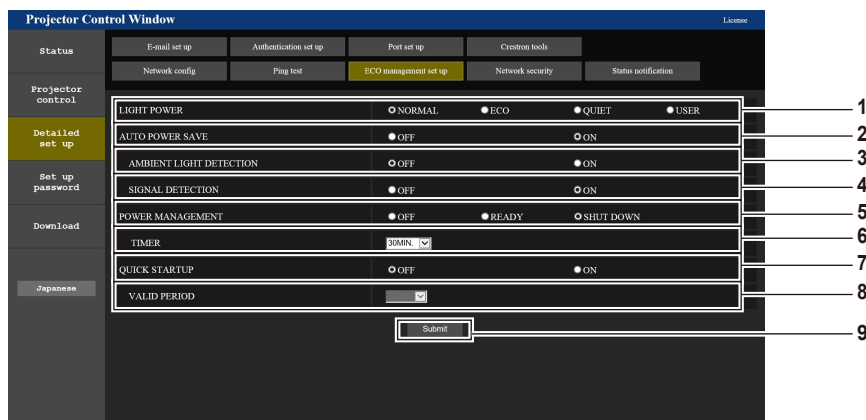 Projector Control Window
License
Status
E-mail set up
Authentication set up
Port set up
Crestron tools
Network config
Ping test
ECO management set up
Network security
Status notification
Projector
control
Detailed
set up
Set up
password
Download
Japanese
LIGHT POWER NORMAL ECO QUIET USER 1
AUTO POWER SAVE OFF ON 2
AMBIENT LIGHT DETECTION OFF ON 3
SIGNAL DETECTION OFF ON 4
POWER MANAGEMENT OFF READY SHUT DOWN 5
TIMER 30MIN. 6
QUICK STARTUP OFF ON 7
VALID PERIOD 8
Submit 9